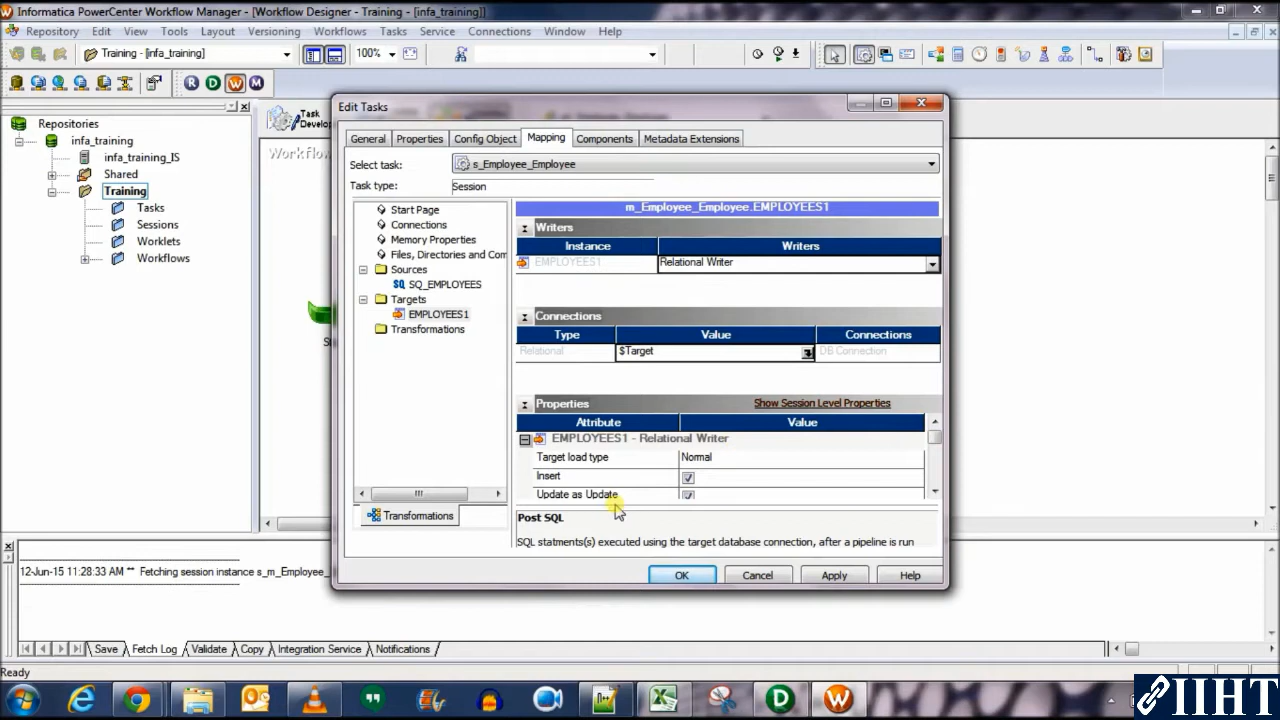 Informatica PowerCenter Workflow Manager - [Workflow Designer - Training - [infa_training]]
Repository Edit View Tools Layout Versioning Workflows Tasks Service Connections Window Help
Training - [infa_training] 100%
R D W M
Repositories
infa_training
infa_training_IS
Shared
Training
Tasks
Sessions
Worklets
Workflows
Task
Develop
Workflow
Edit Tasks
General Properties Config Object Mapping Components Metadata Extensions
Select task: s_Employee_Employee
Task type: Session
Start Page
Connections
Memory Properties
Files, Directories and Com
Sources
SQ_EMPLOYEES
Targets
EMPLOYEES1
Transformations
Transformations
m_Employee_Employee.EMPLOYEES1
Writers
Instance Writers
EMPLOYEES1 Relational Writer
Connections
Type Value Connections
Relational $Target DB Connection
Properties Show Session Level Properties
Attribute Value
EMPLOYEES1 - Relational Writer
Target load type Normal
Insert
Update as Update
Post SQL
SQL statments(s) executed using the target database connection, after a pipeline is run
OK Cancel Apply Help
12-Jun-15 11:28:33 AM ** Fetching session instance s_m_Employee_
Save Fetch Log Validate Copy Integration Service Notifications
Ready
IIHT